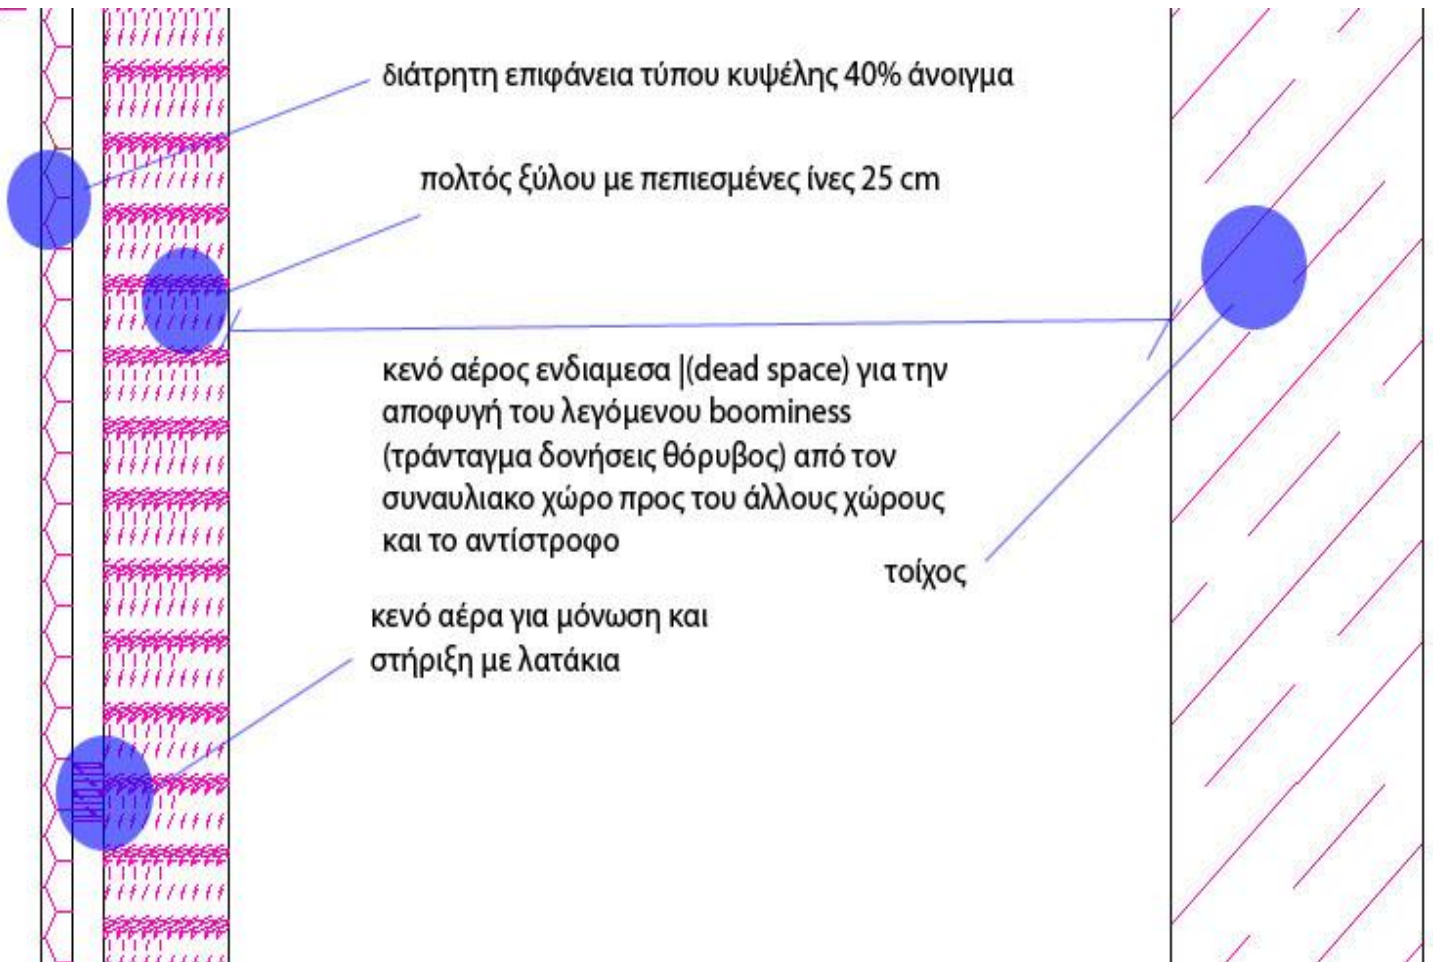 διάτρητη επιφάνεια τύπου κυψέλης 40% άνοιγμα
πολτός ξύλου με πεπιεσμένες ίνες 25 cm
κενό αέρος ενδιαμεσα |(dead space) για την
αποφυγή του λεγόμενου boominess
(τράνταγμα δονήσεις θόρυβος) από τον
συναυλιακο χώρο προς του άλλους χώρους
και το αντίστροφο
τοίχος
κενό αέρα για μόνωση και
στήριξη με λατάκια